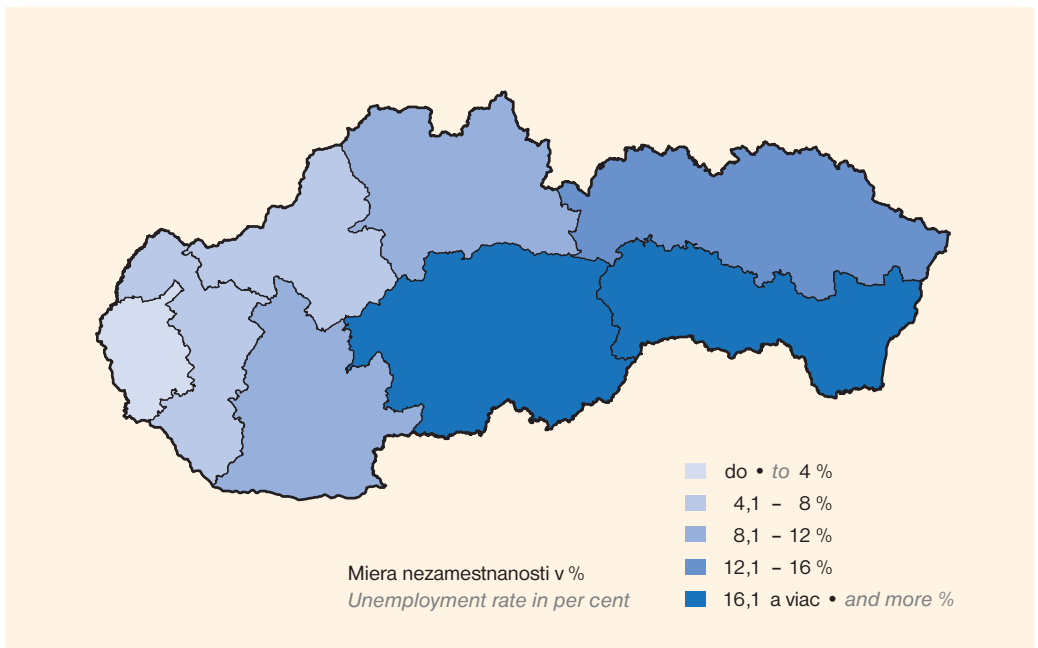 do • to 4 %
4,1 – 8 %
8,1 – 12 %
12,1 – 16 %
16,1 a viac • and more %
Miera nezamestnanosti v %
Unemployment rate in per cent